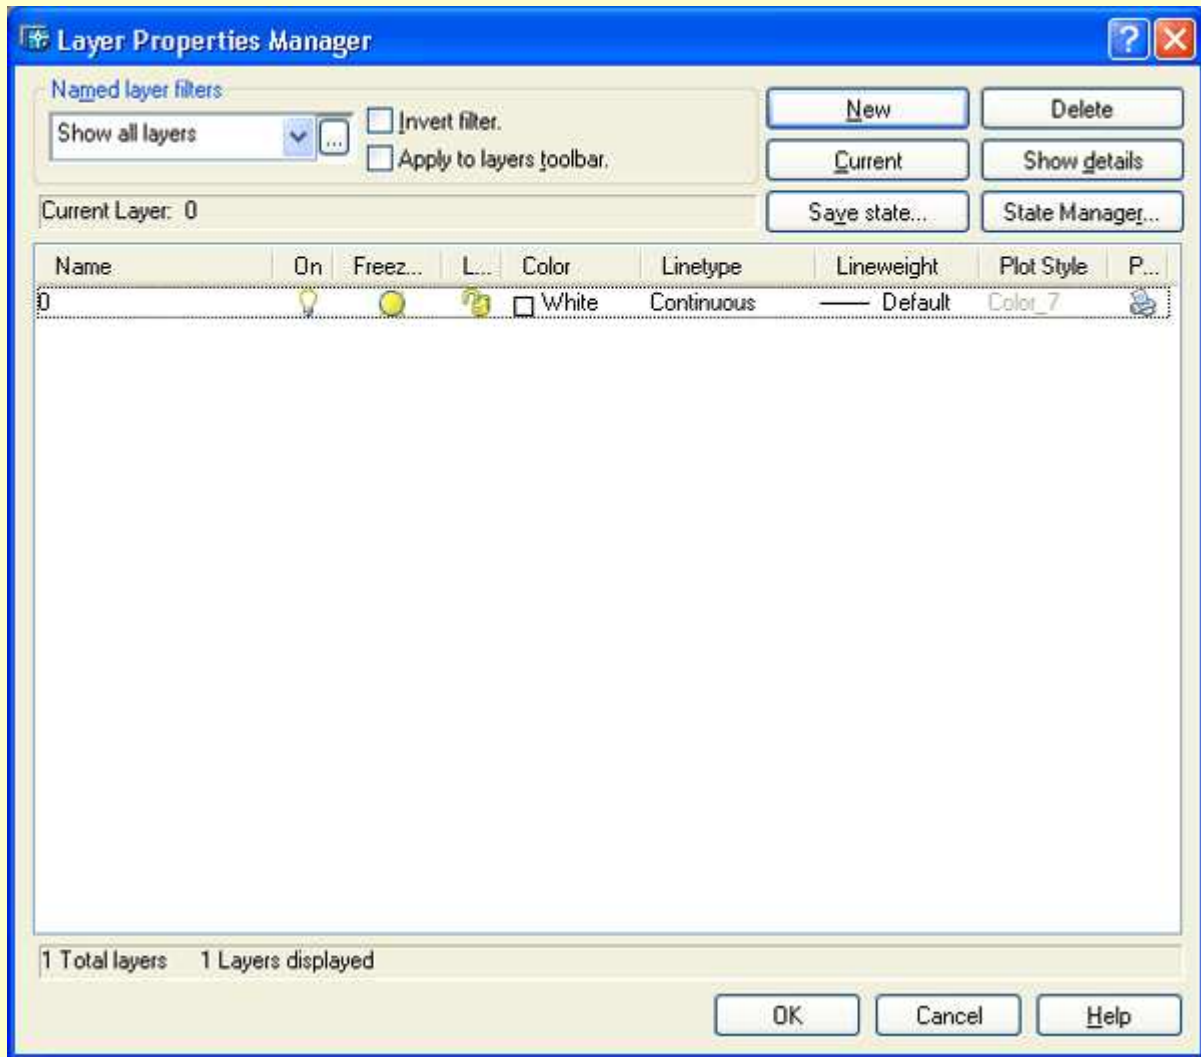 Layer Properties Manager
Named layer filters
Show all layers
...
Invert filter.
Apply to layers toolbar.
New
Delete
Current
Show details
Current Layer: 0
Save state...
State Manager...
Name On Freez... L... Color Linetype Lineweight Plot Style P...
0 White Continuous Default Color_7
1 Total layers 1 Layers displayed
OK Cancel Help